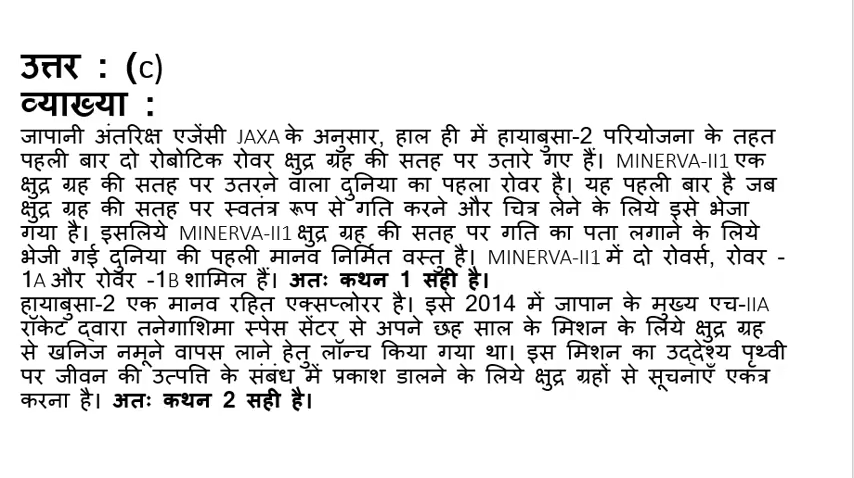 उत्तर : (c)
व्याख्या :
जापानी अंतरिक्ष एजेंसी JAXA के अनुसार, हाल ही में हायाबुसा-2 परियोजना के तहत
पहली बार दो रोबोटिक रोवर क्षुद्र ग्रह की सतह पर उतारे गए हैं। MINERVA-II1 एक
क्षुद्र ग्रह की सतह पर उतरने वाला दुनिया का पहला रोवर है। यह पहली बार है जब
क्षुद्र ग्रह की सतह पर स्वतंत्र रूप से गति करने और चित्र लेने के लिये इसे भेजा
गया है। इसलिये MINERVA-II1 क्षुद्र ग्रह की सतह पर गति का पता लगाने के लिये
भेजी गई दुनिया की पहली मानव निर्मित वस्तु है। MINERVA-II1 में दो रोवर्स, रोवर -
1A और रोवर -1B शामिल हैं। अतः कथन 1 सही है।
हायाबुसा-2 एक मानव रहित एक्सप्लोरर है। इसे 2014 में जापान के मुख्य एच-IIA
रॉकेट द्वारा तनेगाशिमा स्पेस सेंटर से अपने छह साल के मिशन के लिये क्षुद्र ग्रह
से खनिज नमूने वापस लाने हेतु लॉन्च किया गया था। इस मिशन का उद्देश्य पृथ्वी
पर जीवन की उत्पत्ति के संबंध में प्रकाश डालने के लिये क्षुद्र ग्रहों से सूचनाएँ एकत्र
करना है। अतः कथन 2 सही है।